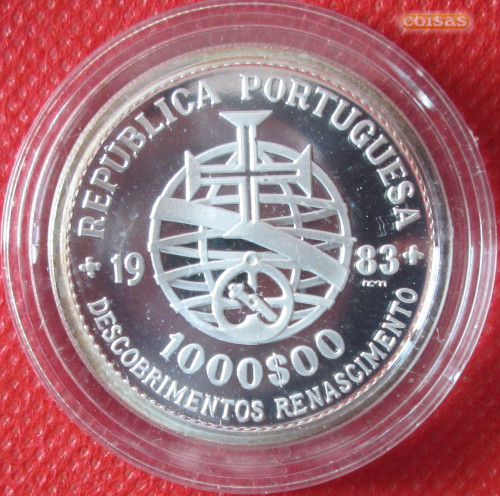 coisas
REPÚBLICA PORTUGUESA
+ 19 83 +
INCM
1000$00
DESCOBRIMENTOS RENASCIMENTO